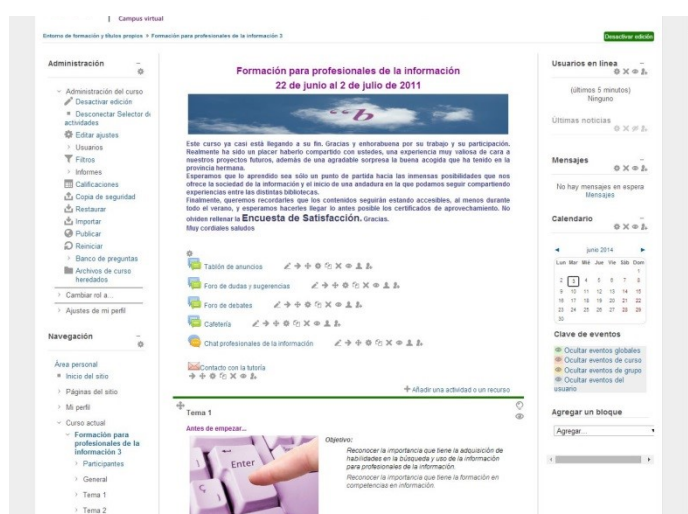 Campus virtual
Entorno de formación y títulos propios > Formación para profesionales de la información 3
Desactivar edición
Administración
Administración del curso
Desactivar edición
Desconectar Selector de
actividades
Editar ajustes
Usuarios
Filtros
Informes
Calificaciones
Copia de seguridad
Restaurar
Importar
Publicar
Reiniciar
Banco de preguntas
Archivos de curso
heredados
Cambiar rol a...
Ajustes de mi perfil
Navegación
Área personal
Inicio del sitio
Páginas del sitio
Mi perfil
Curso actual
Formación para
profesionales de la
información 3
Participantes
General
Tema 1
Tema 2
Formación para profesionales de la información
22 de junio al 2 de julio de 2011
b
Este curso ya casi está llegando a su fin. Gracias y enhorabuena por su trabajo y su participación.
Realmente ha sido un placer haberlo compartido con ustedes, una experiencia muy valiosa de cara a
nuestros proyectos futuros, además de una agradable sorpresa la buena acogida que ha tenido en la
provincia hermana.
Esperamos que lo aprendido sea sólo un punto de partida hacia las inmensas posibilidades que nos
ofrece la sociedad de la información y el inicio de una andadura en la que podamos seguir compartiendo
experiencias entre las distintas bibliotecas.
Finalmente, queremos recordarles que los contenidos seguirán estando accesibles, al menos durante
todo el verano, y esperamos hacerles llegar lo antes posible los certificados de aprovechamiento. No
olviden rellenar la Encuesta de Satisfacción. Gracias.
Muy cordiales saludos
Tablón de anuncios
Foro de dudas y sugerencias
Foro de debates
Cafetería
Chat profesionales de la información
Contacto con la tutoría
Añadir una actividad o un recurso
Tema 1
Antes de empezar...
Enter
Objetivo:
Reconocer la importancia que tiene la adquisición de
habilidades en la búsqueda y uso de la información
para profesionales de la información.
Reconocer la importancia que tiene la formación en
competencias en información.
Usuarios en línea
(últimos 5 minutos)
Ninguno
Últimas noticias
Mensajes
No hay mensajes en espera
Mensajes
Calendario
junio 2014
Lun Mar Mié Jue Vie Sáb Dom
1
2 3 4 5 6 7 8
9 10 11 12 13 14 15
16 17 18 19 20 21 22
23 24 25 26 27 28 29
30
Clave de eventos
Ocultar eventos globales
Ocultar eventos de curso
Ocultar eventos de grupo
Ocultar eventos del
usuario
Agregar un bloque
Agregar...